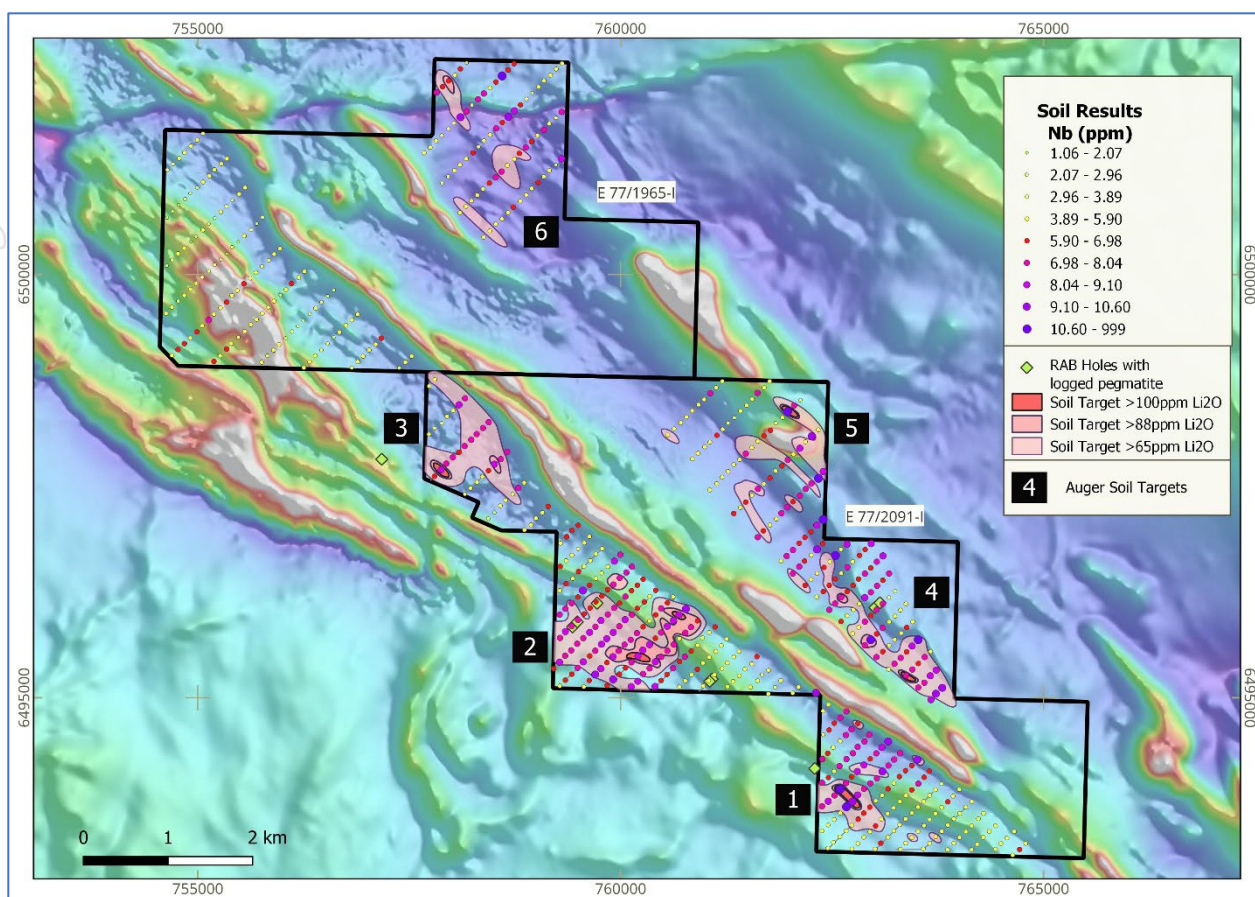 755000 760000 765000
Soil Results
Nb (ppm)
1.06 - 2.07
2.07 - 2.96
2.96 - 3.89
3.89 - 5.90
5.90 - 6.98
6.98 - 8.04
8.04 - 9.10
9.10 - 10.60
10.60 - 999
RAB Holes with
logged pegmatite
Soil Target >100ppm Li2O
Soil Target >88ppm Li2O
Soil Target >65ppm Li2O
4 Auger Soil Targets
E 77/1965-I
6
6500000 6500000
3
5
E 77/2091-I
4
2
6495000 6495000
1
0 1 2 km
755000 760000 765000